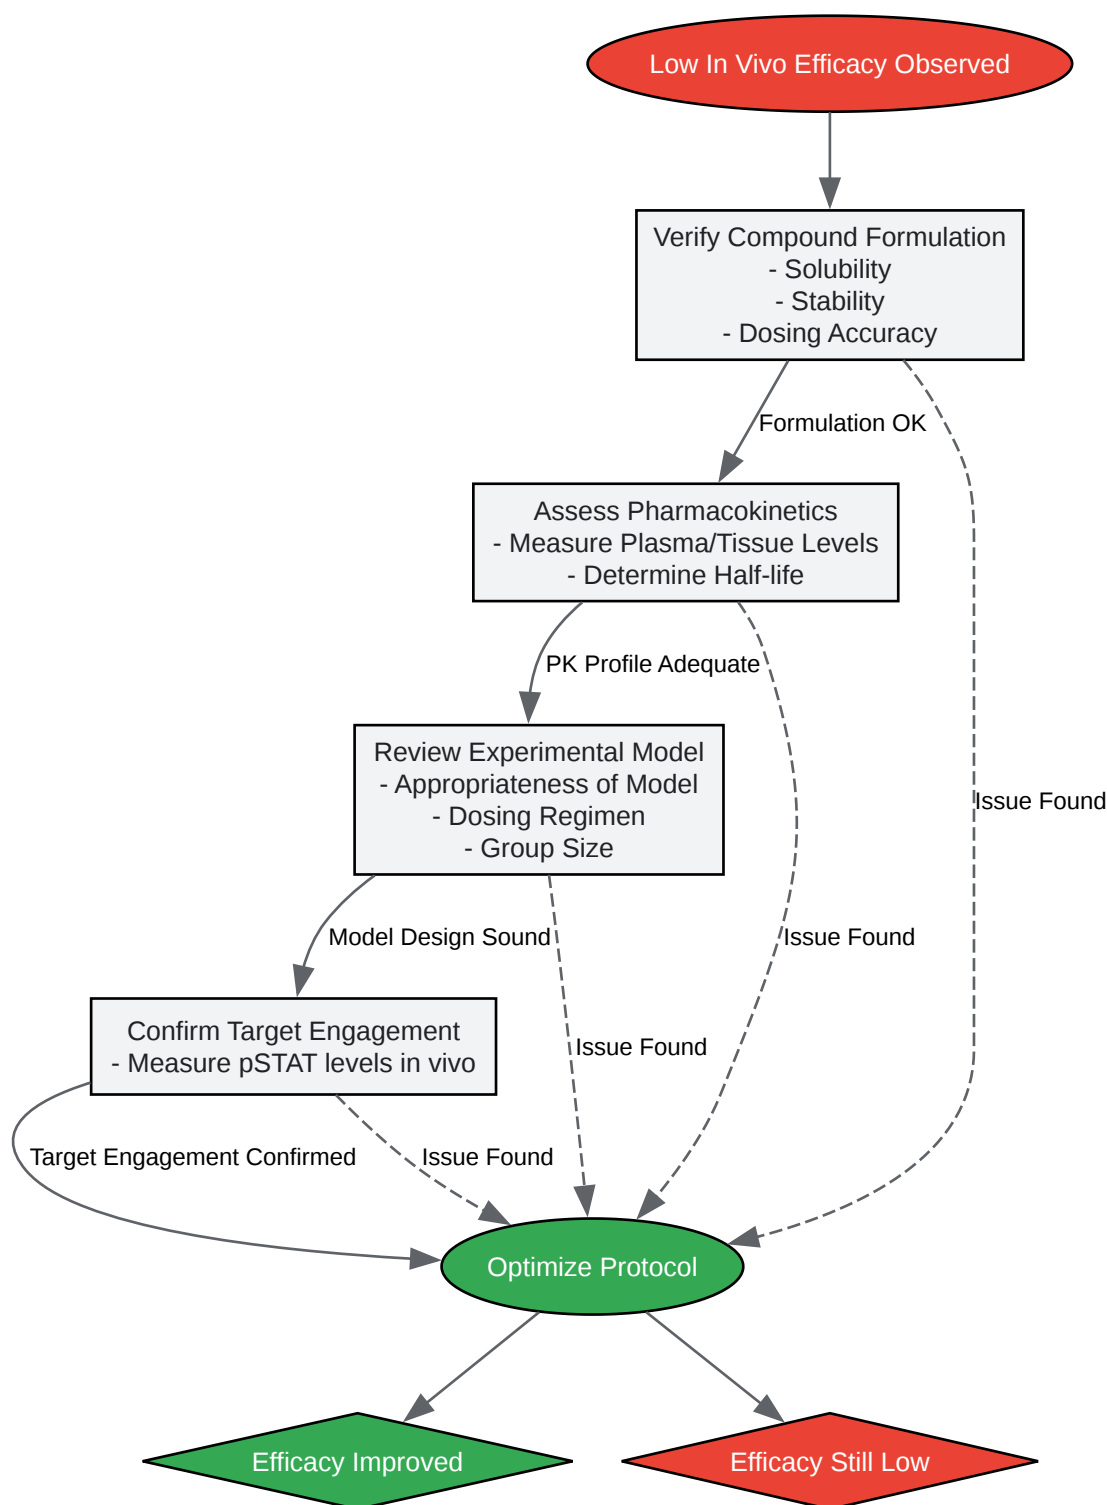 Low In Vivo Efficacy Observed
Verify Compound Formulation
- Solubility
- Stability
- Dosing Accuracy
Formulation OK
Assess Pharmacokinetics
- Measure Plasma/Tissue Levels
- Determine Half-life
PK Profile Adequate
Review Experimental Model
- Appropriateness of Model
- Dosing Regimen
- Group Size
Issue Found
Model Design Sound
Issue Found
Confirm Target Engagement
- Measure pSTAT levels in vivo
Issue Found
Target Engagement Confirmed
Issue Found
Optimize Protocol
Efficacy Improved
Efficacy Still Low